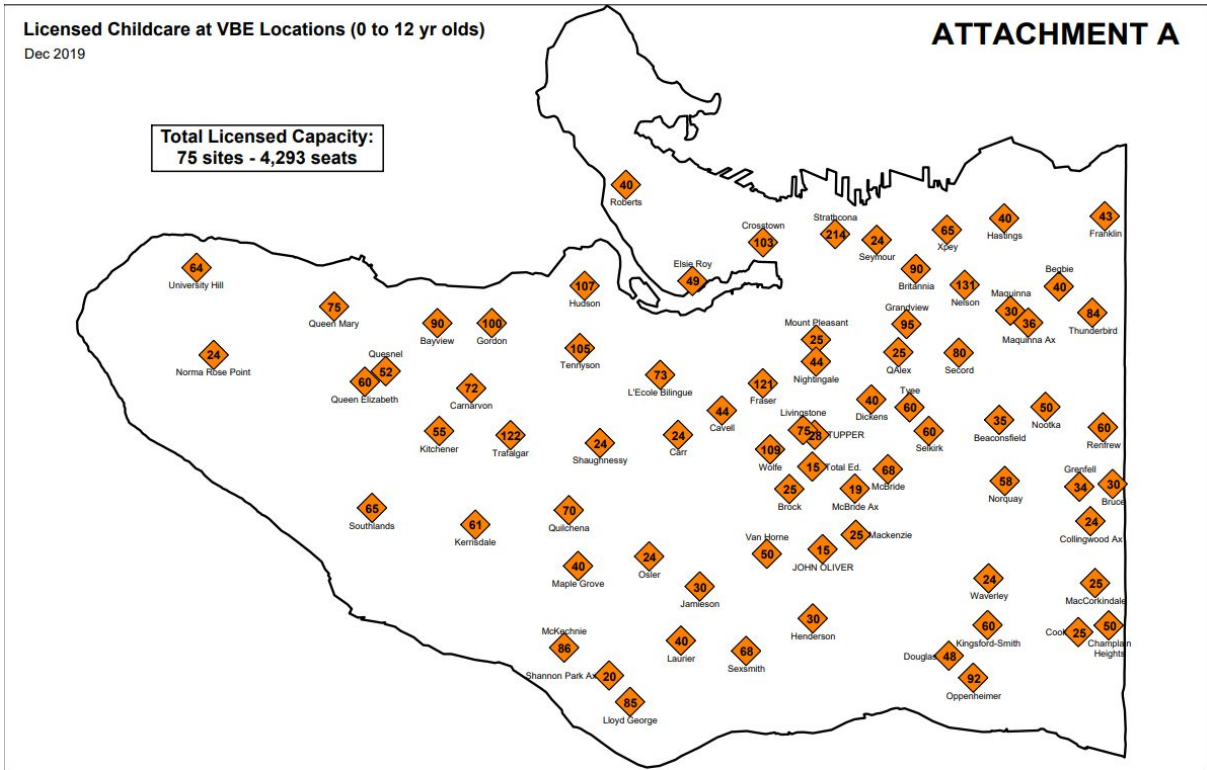 Licensed Childcare at VBE Locations (0 to 12 yr olds)
ATTACHMENT A
Dec 2019
Total Licensed Capacity:
75 sites - 4,293 seats
40
Roberts
Crosstown
103
Strathcona
214
24
Seymour
65
Xpey
40
Hastings
43
Franklin
64
University Hill
Elsie Roy
49
90
Britannia
131
Nelson
Begbie
40
107
Hudson
75
Queen Mary
90
Bayview
100
Gordon
Maquinna
30
36
Maquinna Ax
84
Thunderbird
Grandview
95
Mount Pleasant
25
44
Nightingale
25
QAlex
80
Secord
24
Norma Rose Point
Quesnel
52
60
Queen Elizabeth
105
Tennyson
73
L'Ecole Bilingue
121
Fraser
72
Carnarvon
40
Dickens
Tyee
60
44
Cavell
35
Beaconsfield
50
Nootka
60
Renfrew
55
Kitchener
122
Trafalgar
24
Shaughnessy
24
Carr
Livingstone
75
28
TUPPER
60
Selkirk
109
Wolfe
15
Total Ed.
68
McBride
25
Brock
19
McBride Ax
58
Norquay
Grenfell
34
30
Bruce
24
Collingwood Ax
65
Southlands
61
Kerrisdale
70
Quilchena
25
Mackenzie
Van Horne
50
15
JOHN OLIVER
40
Maple Grove
24
Osler
30
Jamieson
24
Waverley
25
MacCorkindale
30
Henderson
60
Kingsford-Smith
Cook
25
50
Champlain
Heights
McKechnie
86
40
Laurier
68
Sexsmith
Douglas
48
92
Oppenheimer
Shannon Park Ax
20
85
Lloyd George